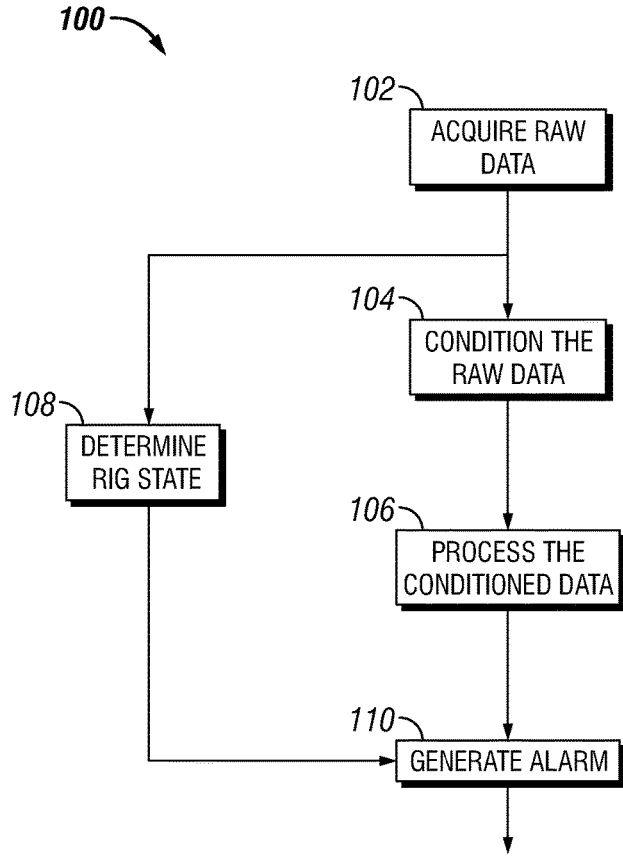 100
102
ACQUIRE RAW
DATA
104
CONDITION THE
RAW DATA
108
DETERMINE
RIG STATE
106
PROCESS THE
CONDITIONED DATA
110
GENERATE ALARM